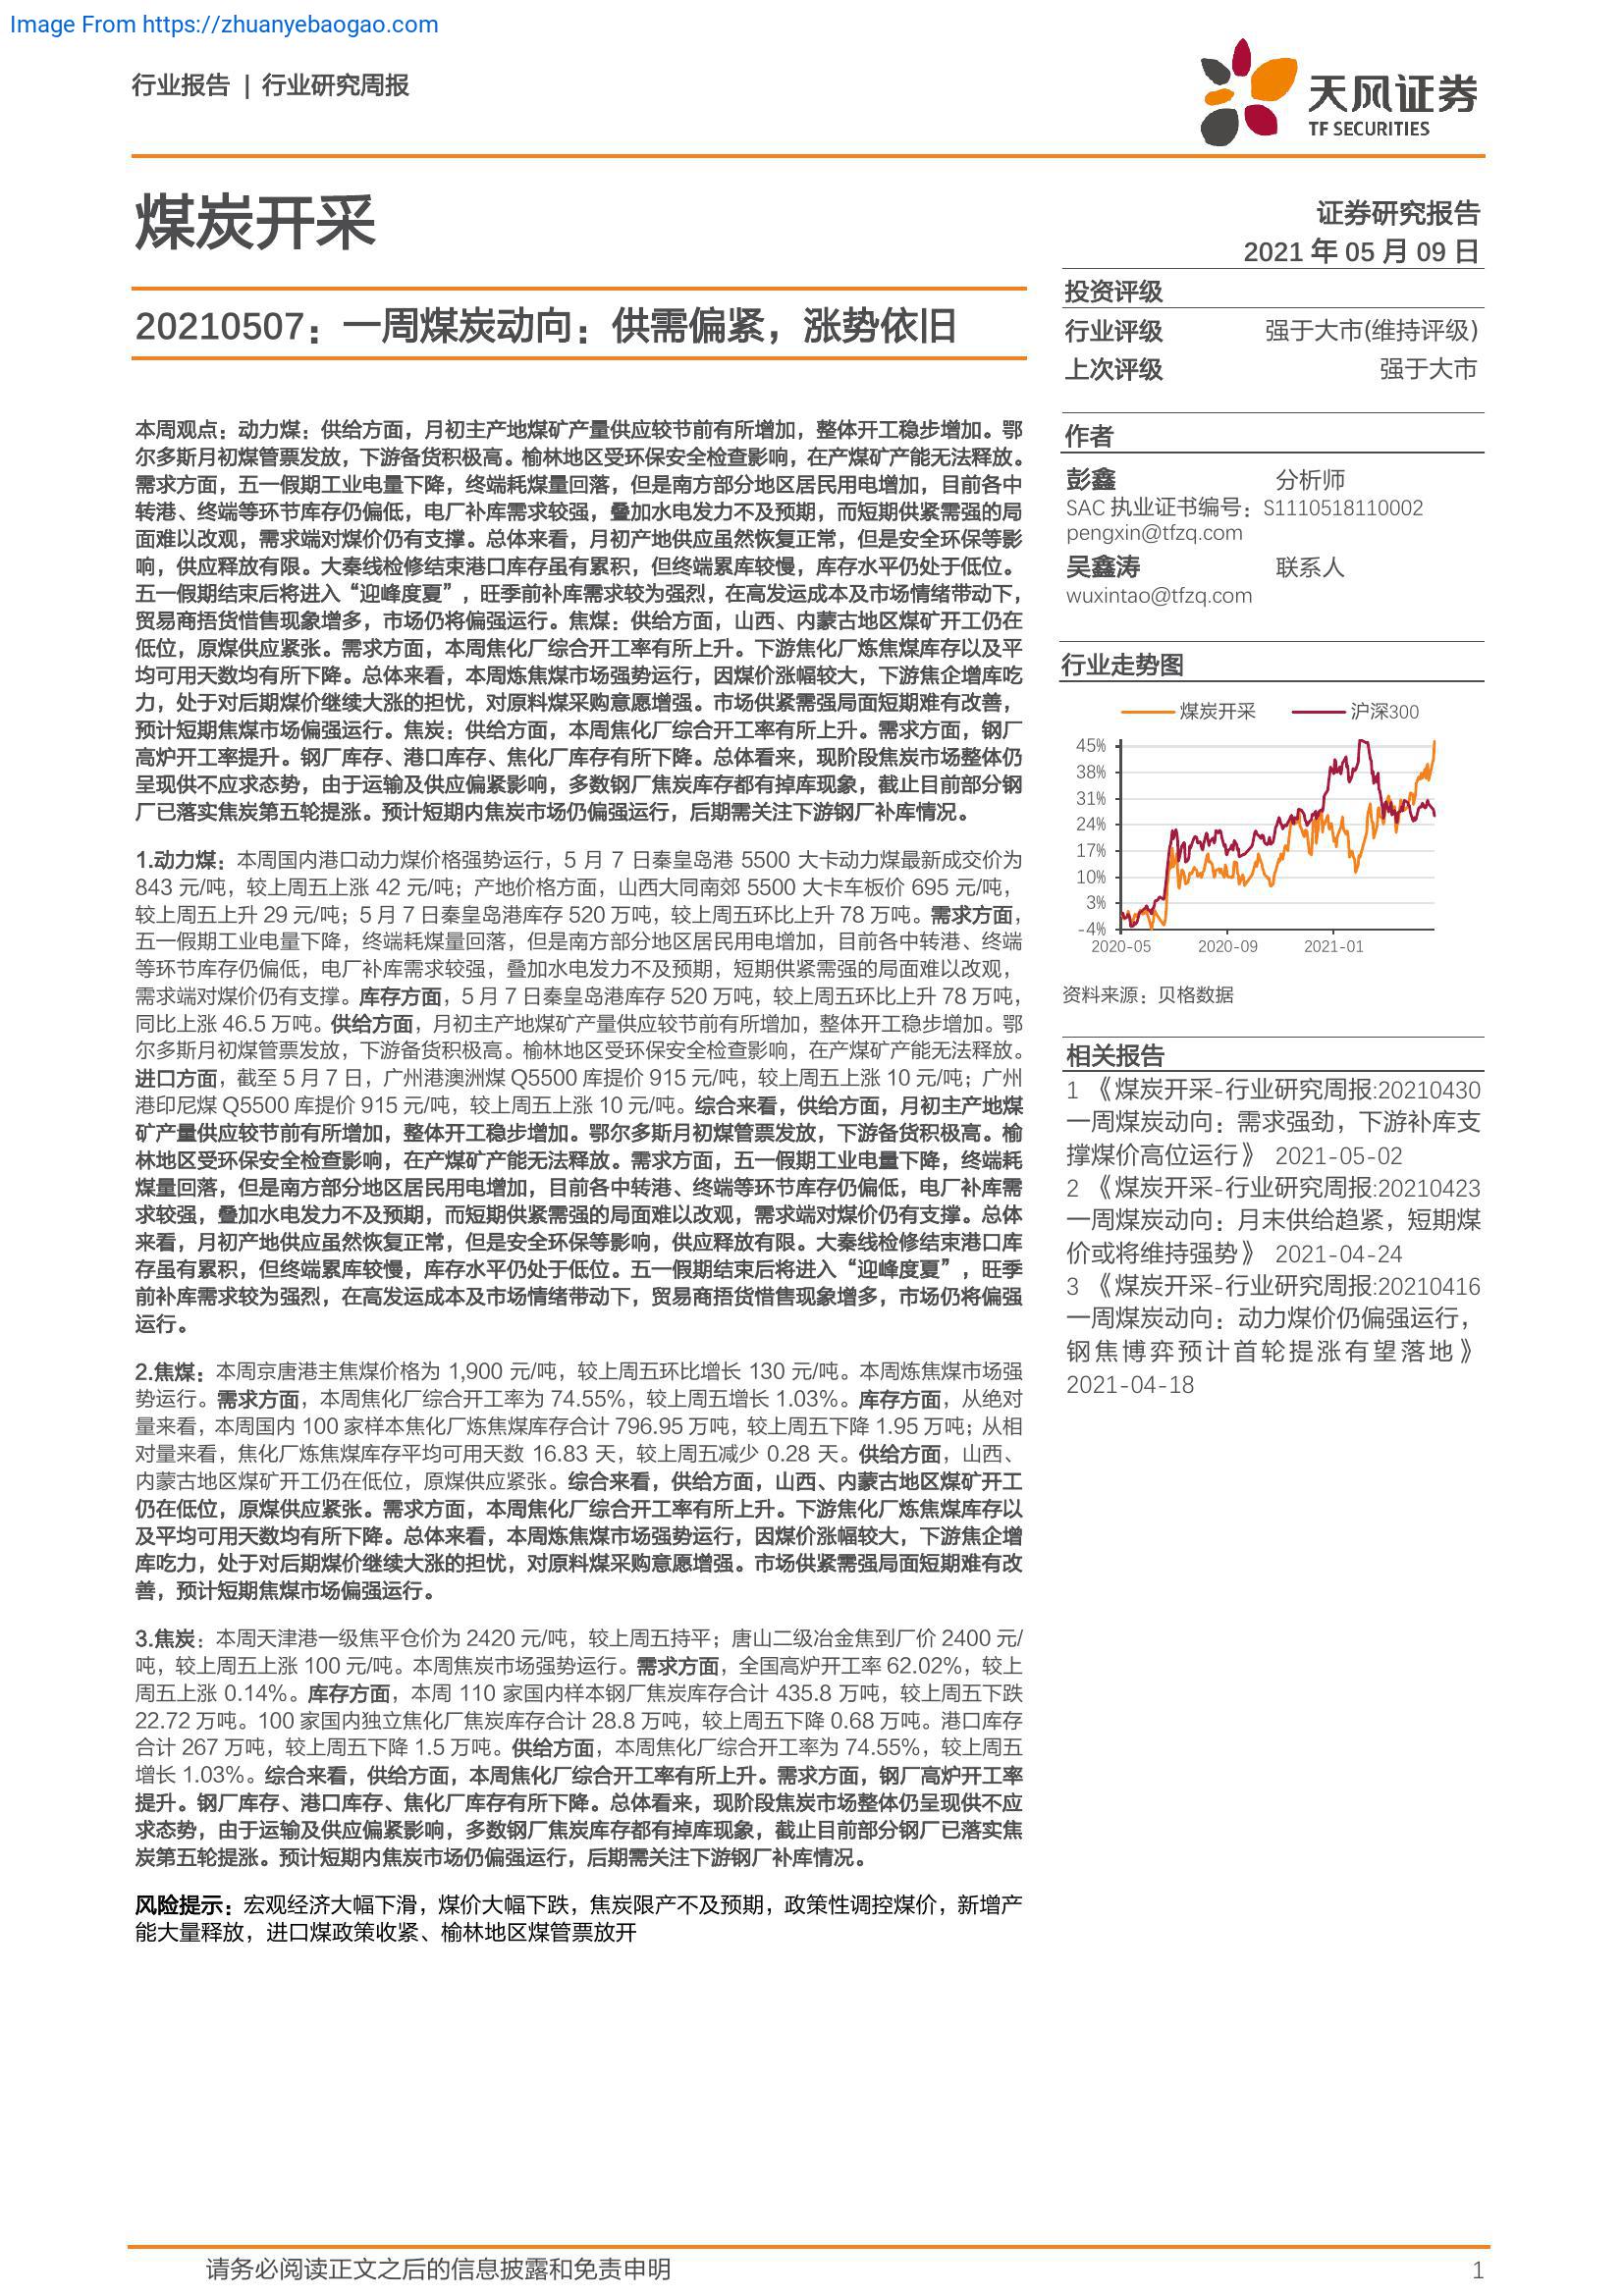 Image From https://zhuanyebaogao.com
行业报告 | 行业研究周报
天风证券
TF SECURITIES
煤炭开采
证券研究报告
2021 年 05 月 09 日
20210507：一周煤炭动向：供需偏紧，涨势依旧
投资评级
行业评级 强于大市(维持评级)
上次评级 强于大市
本周观点：动力煤：供给方面，月初主产地煤矿产量供应较节前有所增加，整体开工稳步增加。鄂
尔多斯月初煤管票发放，下游备货积极高。榆林地区受环保安全检查影响，在产煤矿产能无法释放。
需求方面，五一假期工业电量下降，终端耗煤量回落，但是南方部分地区居民用电增加，目前各中
转港、终端等环节库存仍偏低，电厂补库需求较强，叠加水电发力不及预期，而短期供紧需强的局
面难以改观，需求端对煤价仍有支撑。总体来看，月初产地供应虽然恢复正常，但是安全环保等影
响，供应释放有限。大秦线检修结束港口库存虽有累积，但终端累库较慢，库存水平仍处于低位。
五一假期结束后将进入“迎峰度夏”，旺季前补库需求较为强烈，在高发运成本及市场情绪带动下，
贸易商捂货惜售现象增多，市场仍将偏强运行。焦煤：供给方面，山西、内蒙古地区煤矿开工仍在
低位，原煤供应紧张。需求方面，本周焦化厂综合开工率有所上升。下游焦化厂炼焦煤库存以及平
均可用天数均有所下降。总体来看，本周炼焦煤市场强势运行，因煤价涨幅较大，下游焦企增库吃
力，处于对后期煤价继续大涨的担忧，对原料煤采购意愿增强。市场供紧需强局面短期难有改善，
预计短期焦煤市场偏强运行。焦炭：供给方面，本周焦化厂综合开工率有所上升。需求方面，钢厂
高炉开工率提升。钢厂库存、港口库存、焦化厂库存有所下降。总体看来，现阶段焦炭市场整体仍
呈现供不应求态势，由于运输及供应偏紧影响，多数钢厂焦炭库存都有掉库现象，截止目前部分钢
厂已落实焦炭第五轮提涨。预计短期内焦炭市场仍偏强运行，后期需关注下游钢厂补库情况。
1.动力煤：本周国内港口动力煤价格强势运行，5 月 7 日秦皇岛港 5500 大卡动力煤最新成交价为
843 元/吨，较上周五上涨 42 元/吨；产地价格方面，山西大同南郊 5500 大卡车板价 695 元/吨，
较上周五上升 29 元/吨；5 月 7 日秦皇岛港库存 520 万吨，较上周五环比上升 78 万吨。需求方面，
五一假期工业电量下降，终端耗煤量回落，但是南方部分地区居民用电增加，目前各中转港、终端
等环节库存仍偏低，电厂补库需求较强，叠加水电发力不及预期，短期供紧需强的局面难以改观，
需求端对煤价仍有支撑。库存方面，5 月 7 日秦皇岛港库存 520 万吨，较上周五环比上升 78 万吨，
同比上涨 46.5 万吨。供给方面，月初主产地煤矿产量供应较节前有所增加，整体开工稳步增加。鄂
尔多斯月初煤管票发放，下游备货积极高。榆林地区受环保安全检查影响，在产煤矿产能无法释放。
进口方面，截至 5 月 7 日，广州港澳洲煤 Q5500 库提价 915 元/吨，较上周五上涨 10 元/吨；广州
港印尼煤 Q5500 库提价 915 元/吨，较上周五上涨 10 元/吨。综合来看，供给方面，月初主产地煤
矿产量供应较节前有所增加，整体开工稳步增加。鄂尔多斯月初煤管票发放，下游备货积极高。榆
林地区受环保安全检查影响，在产煤矿产能无法释放。需求方面，五一假期工业电量下降，终端耗
煤量回落，但是南方部分地区居民用电增加，目前各中转港、终端等环节库存仍偏低，电厂补库需
求较强，叠加水电发力不及预期，而短期供紧需强的局面难以改观，需求端对煤价仍有支撑。总体
来看，月初产地供应虽然恢复正常，但是安全环保等影响，供应释放有限。大秦线检修结束港口库
存虽有累积，但终端累库较慢，库存水平仍处于低位。五一假期结束后将进入“迎峰度夏”，旺季
前补库需求较为强烈，在高发运成本及市场情绪带动下，贸易商捂货惜售现象增多，市场仍将偏强
运行。
2.焦煤：本周京唐港主焦煤价格为 1,900 元/吨，较上周五环比增长 130 元/吨。本周炼焦煤市场强
势运行。需求方面，本周焦化厂综合开工率为 74.55%，较上周五增长 1.03%。库存方面，从绝对
量来看，本周国内 100 家样本焦化厂炼焦煤库存合计 796.95 万吨，较上周五下降 1.95 万吨；从相
对量来看，焦化厂炼焦煤库存平均可用天数 16.83 天，较上周五减少 0.28 天。供给方面，山西、
内蒙古地区煤矿开工仍在低位，原煤供应紧张。综合来看，供给方面，山西、内蒙古地区煤矿开工
仍在低位，原煤供应紧张。需求方面，本周焦化厂综合开工率有所上升。下游焦化厂炼焦煤库存以
及平均可用天数均有所下降。总体来看，本周炼焦煤市场强势运行，因煤价涨幅较大，下游焦企增
库吃力，处于对后期煤价继续大涨的担忧，对原料煤采购意愿增强。市场供紧需强局面短期难有改
善，预计短期焦煤市场偏强运行。
3.焦炭：本周天津港一级焦平仓价为 2420 元/吨，较上周五持平；唐山二级冶金焦到厂价 2400 元/
吨，较上周五上涨 100 元/吨。本周焦炭市场强势运行。需求方面，全国高炉开工率 62.02%，较上
周五上涨 0.14%。库存方面，本周 110 家国内样本钢厂焦炭库存合计 435.8 万吨，较上周五下跌
22.72 万吨。100 家国内独立焦化厂焦炭库存合计 28.8 万吨，较上周五下降 0.68 万吨。港口库存
合计 267 万吨，较上周五下降 1.5 万吨。供给方面，本周焦化厂综合开工率为 74.55%，较上周五
增长 1.03%。综合来看，供给方面，本周焦化厂综合开工率有所上升。需求方面，钢厂高炉开工率
提升。钢厂库存、港口库存、焦化厂库存有所下降。总体看来，现阶段焦炭市场整体仍呈现供不应
求态势，由于运输及供应偏紧影响，多数钢厂焦炭库存都有掉库现象，截止目前部分钢厂已落实焦
炭第五轮提涨。预计短期内焦炭市场仍偏强运行，后期需关注下游钢厂补库情况。
风险提示：宏观经济大幅下滑，煤价大幅下跌，焦炭限产不及预期，政策性调控煤价，新增产
能大量释放，进口煤政策收紧、榆林地区煤管票放开
作者
彭鑫 分析师
SAC 执业证书编号：S1110518110002
pengxin@tfzq.com
吴鑫涛 联系人
wuxintao@tfzq.com
行业走势图
煤炭开采 沪深300
45%
38%
31%
24%
17%
10%
3%
-4%
2020-05 2020-09 2021-01
资料来源：贝格数据
相关报告
1 《煤炭开采-行业研究周报:20210430
一周煤炭动向：需求强劲，下游补库支
撑煤价高位运行》 2021-05-02
2 《煤炭开采-行业研究周报:20210423
一周煤炭动向：月末供给趋紧，短期煤
价或将维持强势》 2021-04-24
3 《煤炭开采-行业研究周报:20210416
一周煤炭动向：动力煤价仍偏强运行，
钢焦博弈预计首轮提涨有望落地》
2021-04-18
请务必阅读正文之后的信息披露和免责申明 1